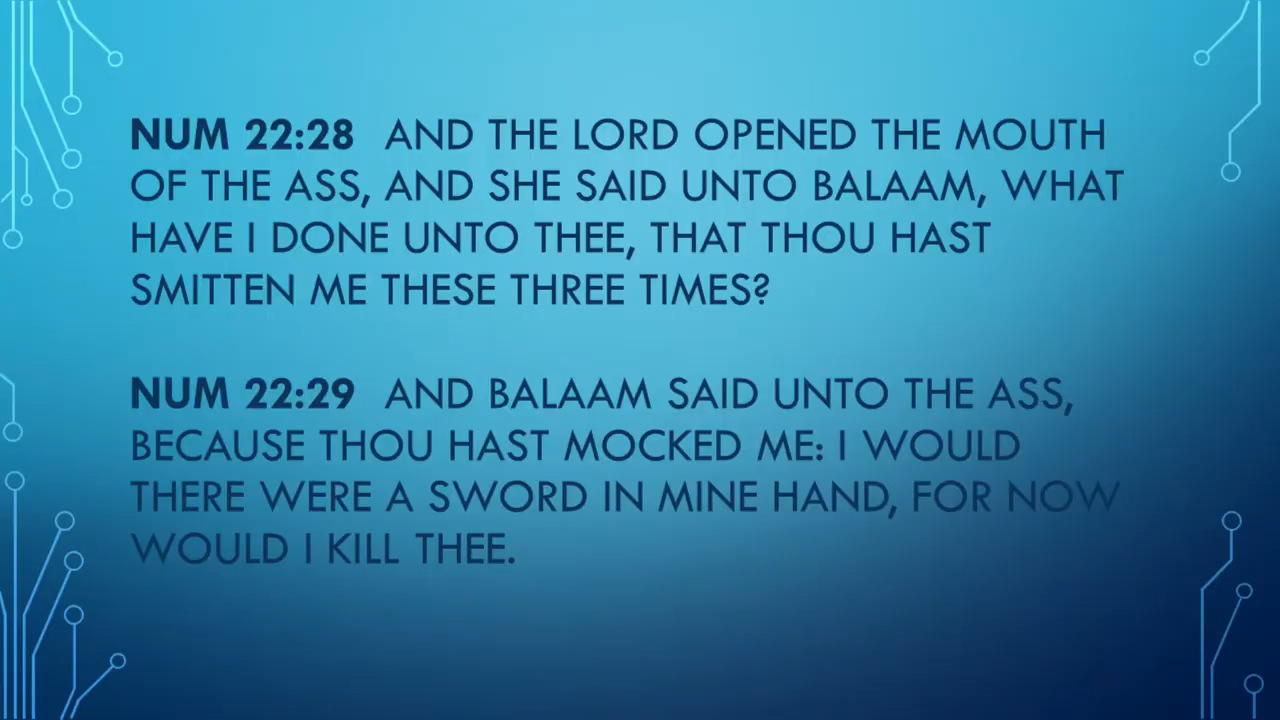 NUM 22:28 AND THE LORD OPENED THE MOUTH
OF THE ASS, AND SHE SAID UNTO BALAAM, WHAT
HAVE I DONE UNTO THEE, THAT THOU HAST
SMITTEN ME THESE THREE TIMES?
NUM 22:29 AND BALAAM SAID UNTO THE ASS,
BECAUSE THOU HAST MOCKED ME: I WOULD
THERE WERE A SWORD IN MINE HAND, FOR NOW
WOULD I KILL THEE.